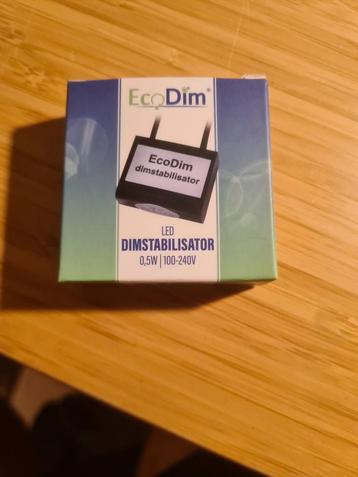 EcoDim®
EcoDim
dimstabilisator
LED
DIMSTABILISATOR
0,5W | 100-240V